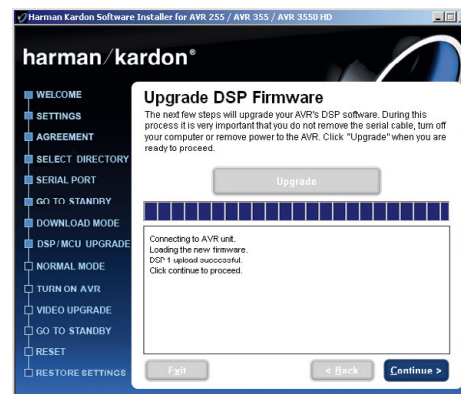 Harman Kardon Software Installer for AVR 255 / AVR 355 / AVR 3550 HD
harman/kardon®
WELCOME
SETTINGS
AGREEMENT
SELECT DIRECTORY
SERIAL PORT
GO TO STANDBY
DOWNLOAD MODE
DSP/MCU UPGRADE
NORMAL MODE
TURN ON AVR
VIDEO UPGRADE
GO TO STANDBY
RESET
RESTORE SETTINGS
Upgrade DSP Firmware
The next few steps will upgrade your AVR's DSP software. During this
process it is very important that you do not remove the serial cable, turn off
your computer or remove power to the AVR. Click "Upgrade" when you are
ready to proceed.
Upgrade
Connecting to AVR unit.
Loading the new firmware.
DSP 1 upload successful.
Click continue to proceed.
Exit
< Back
Continue >